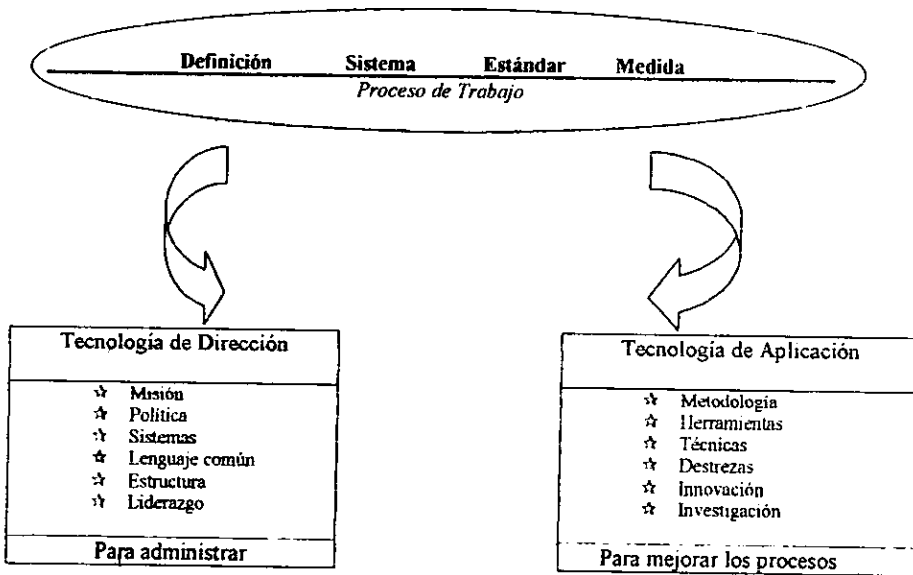 Definición Sistema Estándar Medida
Proceso de Trabajo
Tecnología de Dirección
☆ Misión
☆ Política
☆ Sistemas
☆ Lenguaje común
☆ Estructura
☆ Liderazgo
Para administrar
Tecnología de Aplicación
☆ Metodología
☆ Herramientas
☆ Técnicas
☆ Destrezas
☆ Innovación
☆ Investigación
Para mejorar los procesos